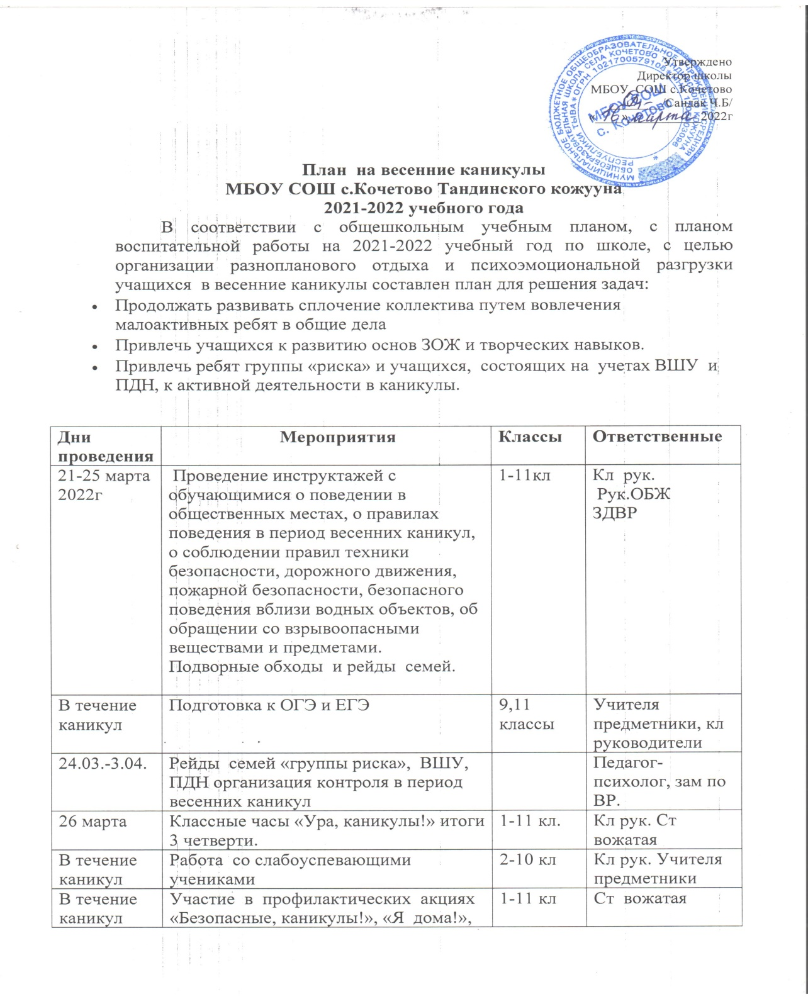 Утверждено
Директор школы
МБОУ СОШ с.Кочетово
/Сандак Ч.Б/
« » марта 2022г
МБОУ СОШ
с. Кочетово
План на весенние каникулы
МБОУ СОШ с.Кочетово Тандинского кожууна
2021-2022 учебного года
В соответствии с общешкольным учебным планом, с планом
воспитательной работы на 2021-2022 учебный год по школе, с целью
организации разнопланового отдыха и психоэмоциональной разгрузки
учащихся в весенние каникулы составлен план для решения задач:
• Продолжать развивать сплочение коллектива путем вовлечения
малоактивных ребят в общие дела
• Привлечь учащихся к развитию основ ЗОЖ и творческих навыков.
• Привлечь ребят группы «риска» и учащихся, состоящих на учетах ВШУ и
ПДН, к активной деятельности в каникулы.
Дни проведения | Мероприятия | Классы | Ответственные
21-25 марта
2022г
Проведение инструктажей с
обучающимися о поведении в
общественных местах, о правилах
поведения в период весенних каникул,
о соблюдении правил техники
безопасности, дорожного движения,
пожарной безопасности, безопасного
поведения вблизи водных объектов, об
обращении со взрывоопасными
веществами и предметами.
Подворные обходы и рейды семей.
1-11кл
Кл рук.
Рук.ОБЖ
ЗДВР
В течение
каникул
Подготовка к ОГЭ и ЕГЭ
9,11
классы
Учителя
предметники, кл
руководители
24.03.-3.04.
Рейды семей «группы риска», ВШУ,
ПДН организация контроля в период
весенних каникул
Педагог-
психолог, зам по
ВР.
26 марта
Классные часы «Ура, каникулы!» итоги
3 четверти.
1-11 кл.
Кл рук. Ст
вожатая
В течение
каникул
Работа со слабоуспевающими
учениками
2-10 кл
Кл рук. Учителя
предметники
В течение
каникул
Участие в профилактических акциях
«Безопасные, каникулы!», «Я дома!»,
1-11 кл
Ст вожатая